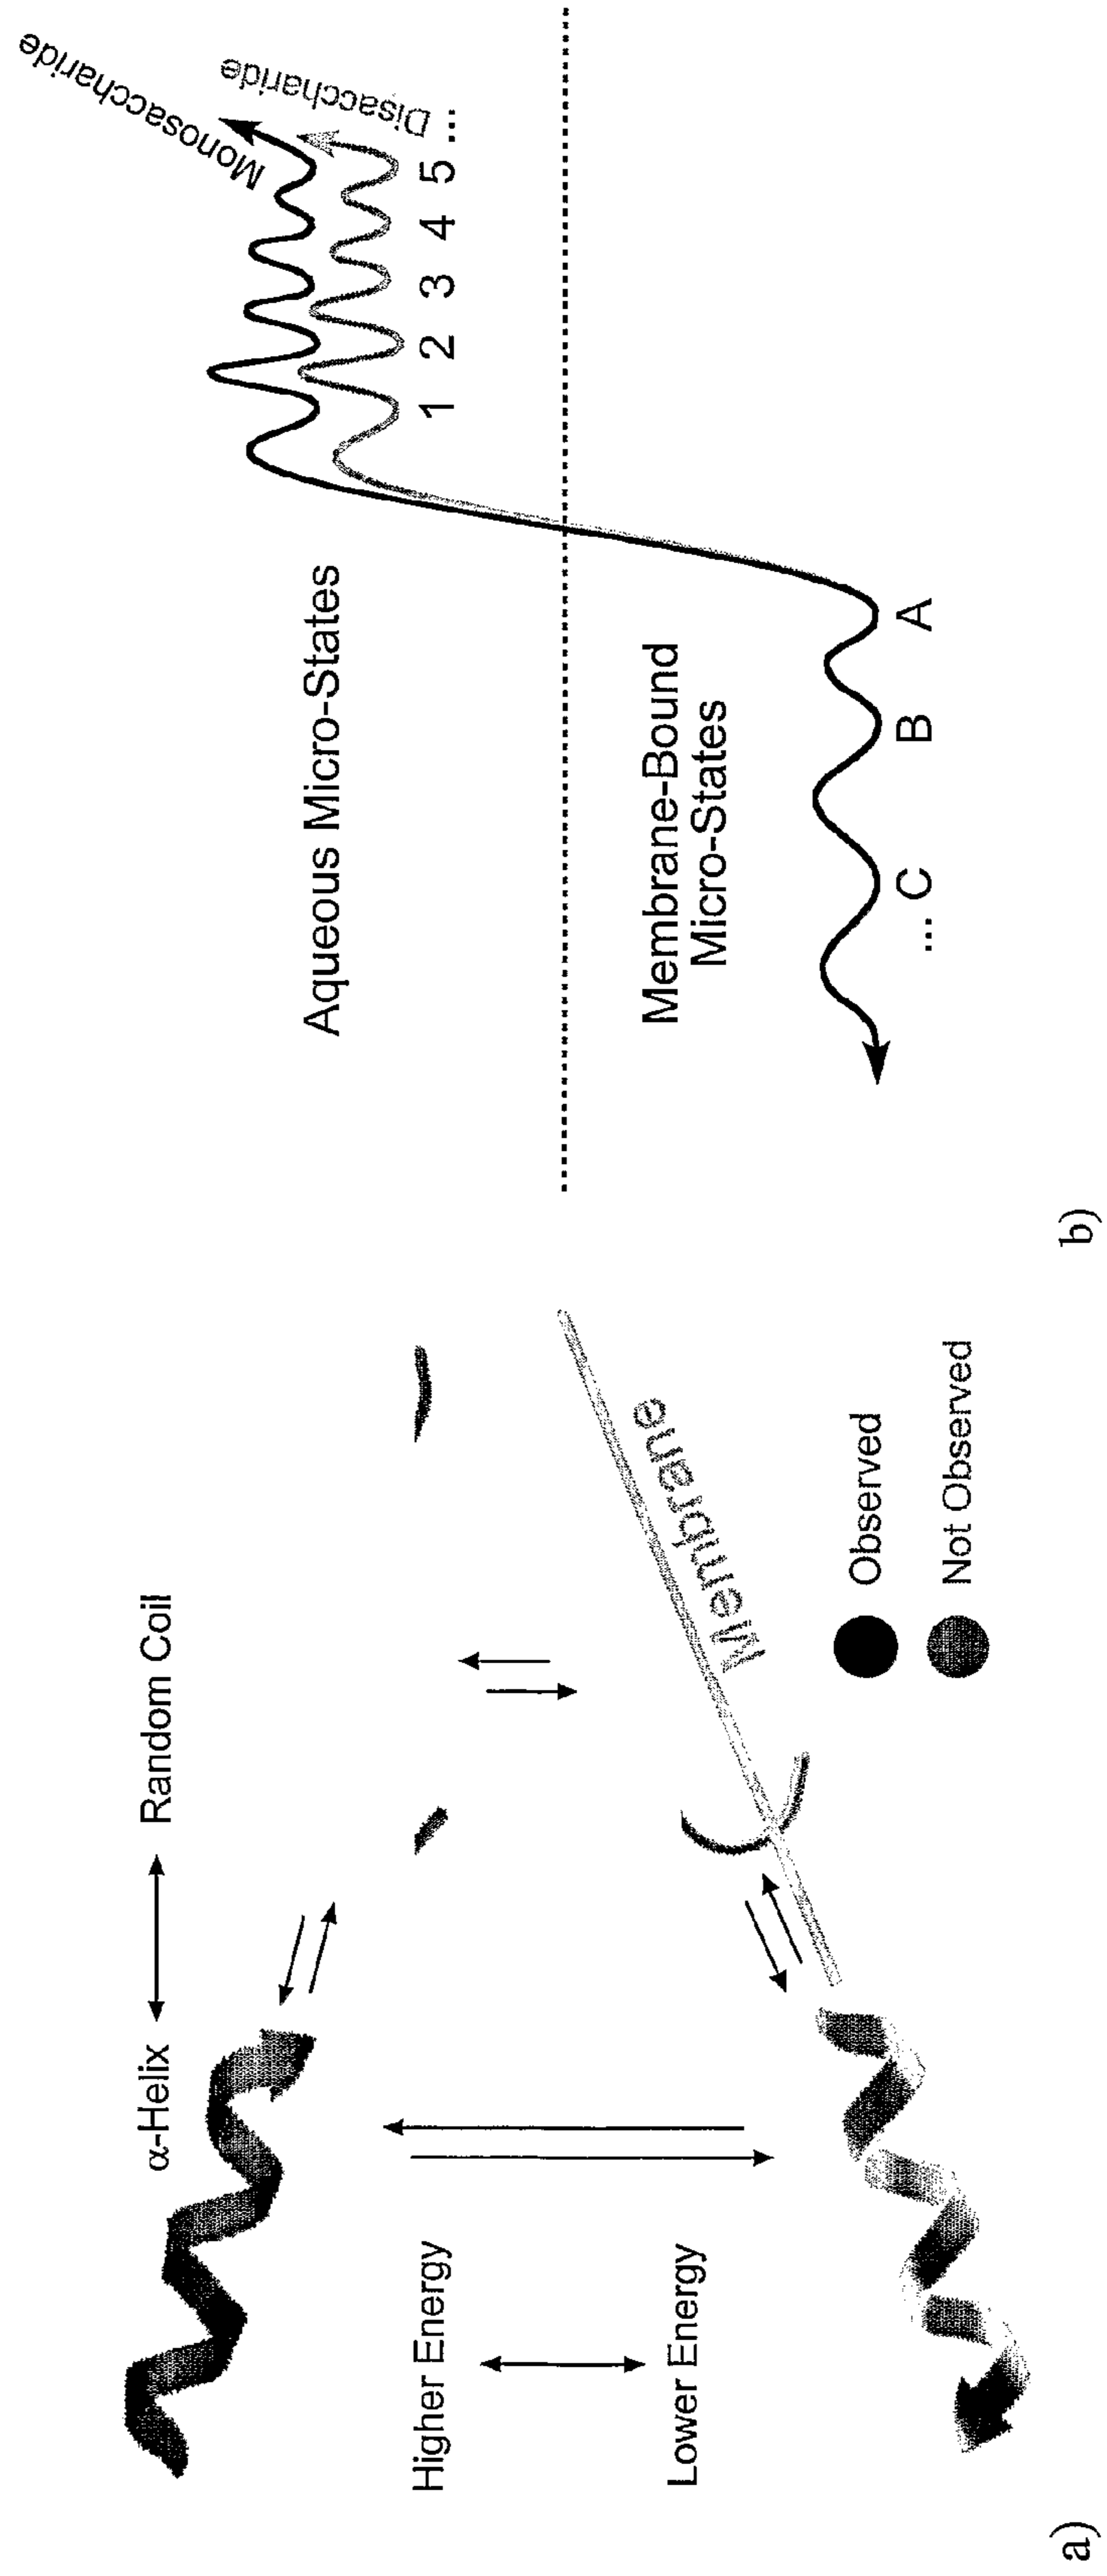 a)
α-Helix
Random Coil
Higher Energy
Lower Energy
Membrane
Observed
Not Observed
b)
Aqueous Micro-States
Monosaccharide
Disaccharide
1 2 3 4 5 ...
Membrane-Bound
Micro-States
... C B A